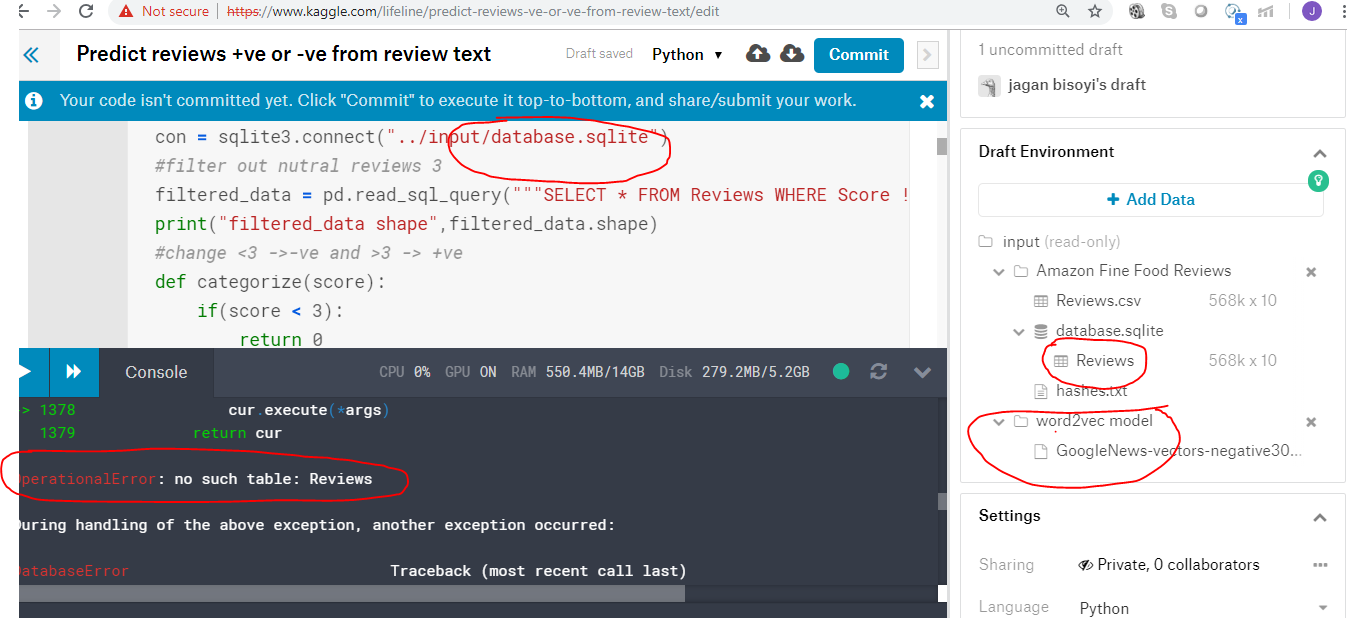 Not secure | https://www.kaggle.com/lifeline/predict-reviews-ve-or-ve-from-review-text/edit
J
Predict reviews +ve or -ve from review text
Draft saved
Python
Commit
Your code isn't committed yet. Click "Commit" to execute it top-to-bottom, and share/submit your work.
con = sqlite3.connect("../input/database.sqlite")
#filter out nutral reviews 3
filtered_data = pd.read_sql_query("""SELECT * FROM Reviews WHERE Score !
print("filtered_data shape",filtered_data.shape)
#change <3 ->-ve and >3 -> +ve
def categorize(score):
if(score < 3):
return 0
Console
CPU 0% GPU ON RAM 550.4MB/14GB Disk 279.2MB/5.2GB
> 1378 cur.execute(*args)
1379 return cur
perationalError: no such table: Reviews
uring handling of the above exception, another exception occurred:
atabaseError Traceback (most recent call last)
1 uncommitted draft
jagan bisoyi's draft
Draft Environment
+ Add Data
input (read-only)
Amazon Fine Food Reviews
Reviews.csv 568k x 10
database.sqlite
Reviews 568k x 10
hashes.txt
word2vec model
GoogleNews-vectors-negative30...
Settings
Sharing Private, 0 collaborators
Language Python